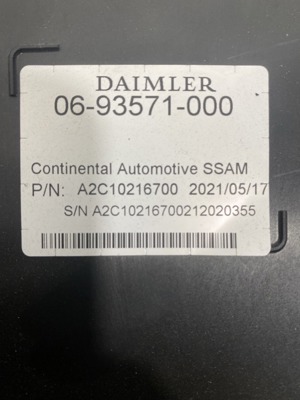 DAIMLER
06-93571-000
Continental Automotive SSAM
P/N: A2C10216700 2021/05/17
S/N A2C10216700212020355